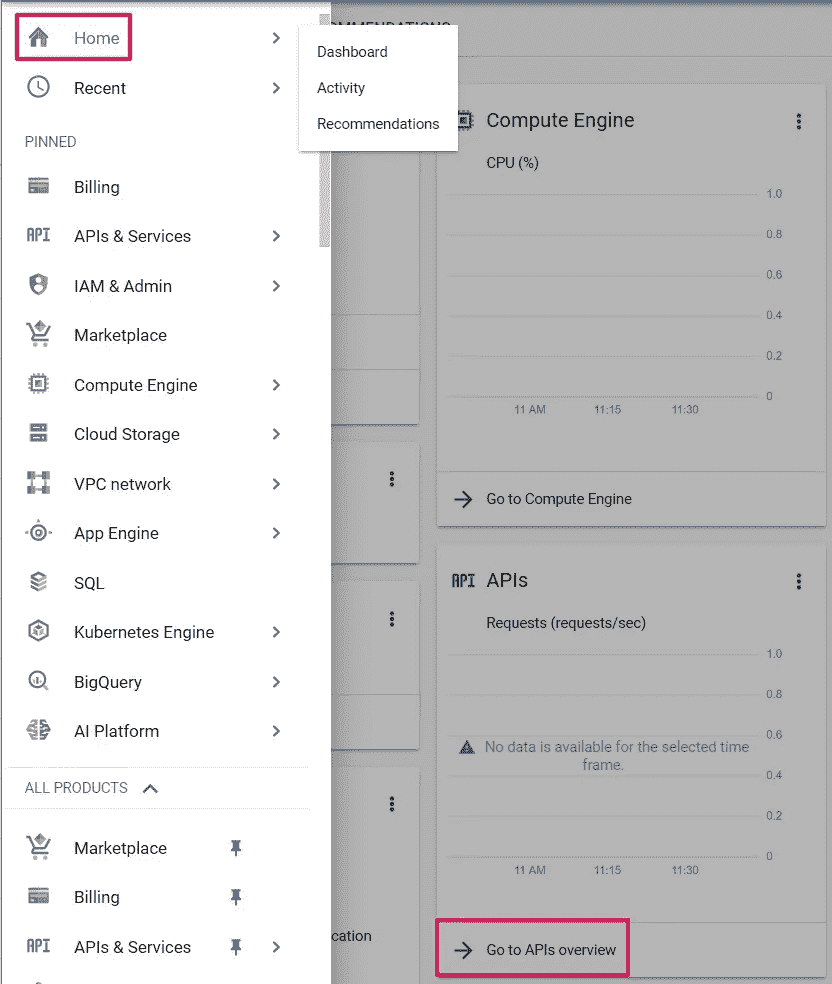 Home
Recent
PINNED
Billing
API APIs & Services
IAM & Admin
Marketplace
Compute Engine
Cloud Storage
VPC network
App Engine
SQL
Kubernetes Engine
BigQuery
AI Platform
ALL PRODUCTS
Marketplace
Billing
API APIs & Services
Dashboard
Activity
Recommendations
Compute Engine
CPU (%)
1.0
0.8
0.6
0.4
0.2
0
11 AM 11:15 11:30
Go to Compute Engine
API APIs
Requests (requests/sec)
1.0
0.8
0.6
No data is available for the selected time
frame.
0.4
0.2
0
11 AM 11:15 11:30
cation
Go to APIs overview